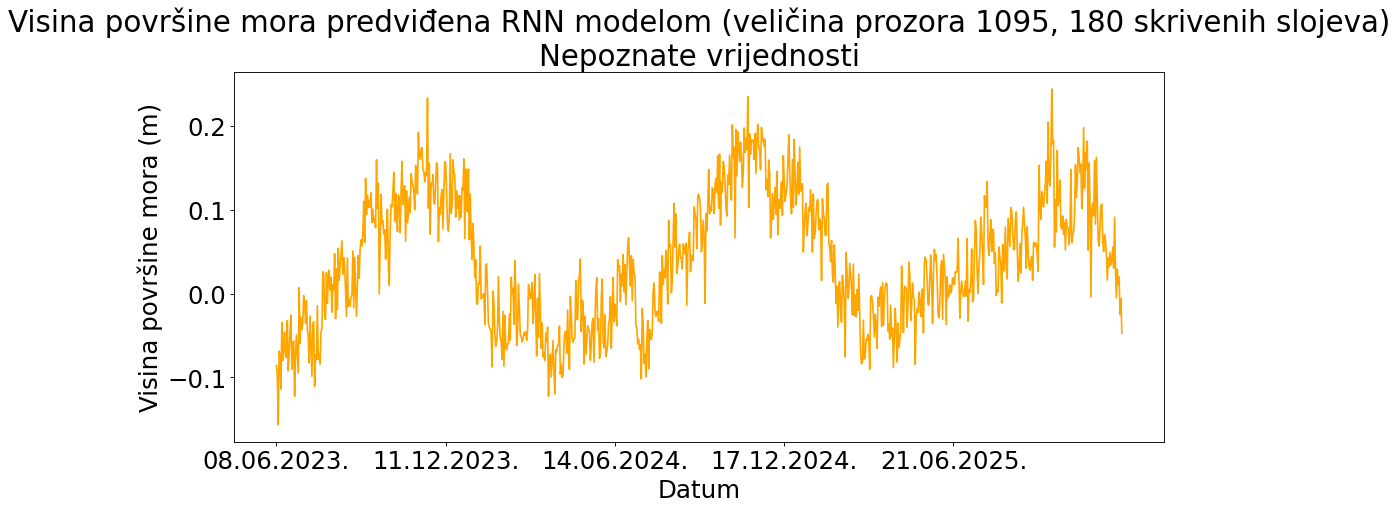 Visina površine mora predviđena RNN modelom (veličina prozora 1095, 180 skrivenih slojeva)
Nepoznate vrijednosti
Visina površine mora (m)
0.2
0.1
0.0
−0.1
08.06.2023. 11.12.2023. 14.06.2024. 17.12.2024. 21.06.2025.
Datum